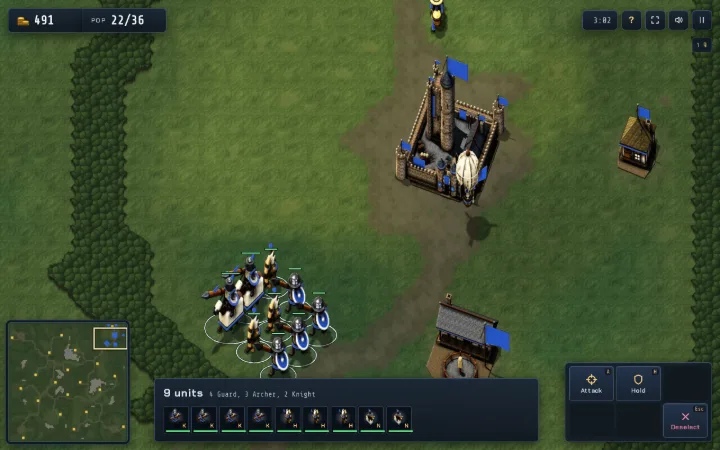 491 POP 22/36
3:02 ?
9 units 4 Guard, 3 Archer, 2 Knight
K K K K H H H N N
A H
Attack Hold
Esc
Deselect